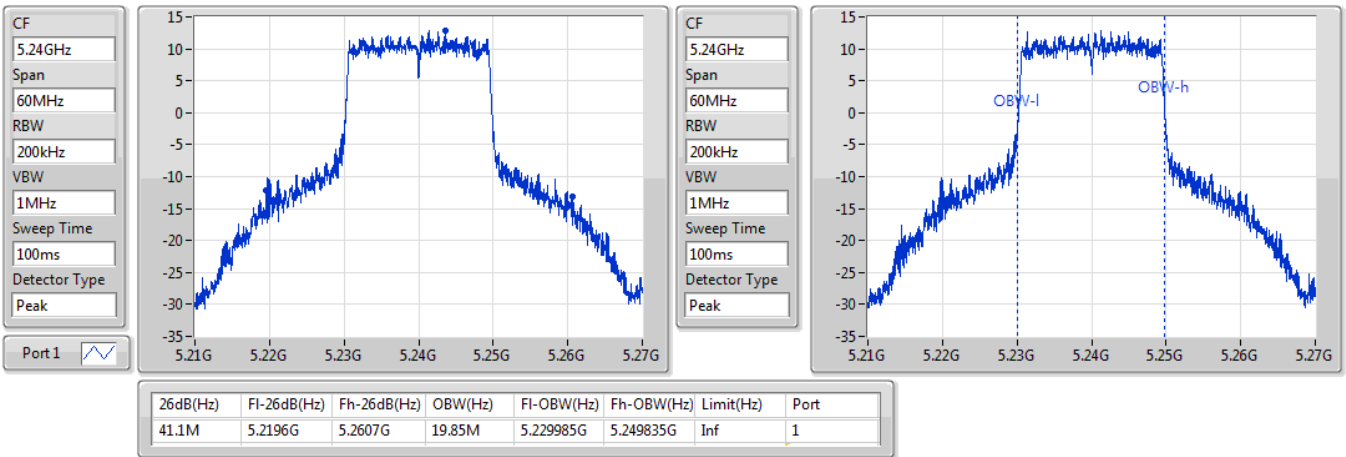 CF
5.24GHz
Span
60MHz
RBW
200kHz
VBW
1MHz
Sweep Time
100ms
Detector Type
Peak
Port 1
15
10
5
0
-5
-10
-15
-20
-25
-30
-35
5.21G 5.22G 5.23G 5.24G 5.25G 5.26G 5.27G
CF
5.24GHz
Span
60MHz
RBW
200kHz
VBW
1MHz
Sweep Time
100ms
Detector Type
Peak
15
10
5
0
-5
-10
-15
-20
-25
-30
-35
OBW-l
OBW-h
5.21G 5.22G 5.23G 5.24G 5.25G 5.26G 5.27G
26dB(Hz) Fl-26dB(Hz) Fh-26dB(Hz) OBW(Hz) Fl-OBW(Hz) Fh-OBW(Hz) Limit(Hz) Port
41.1M 5.2196G 5.2607G 19.85M 5.229985G 5.249835G Inf 1